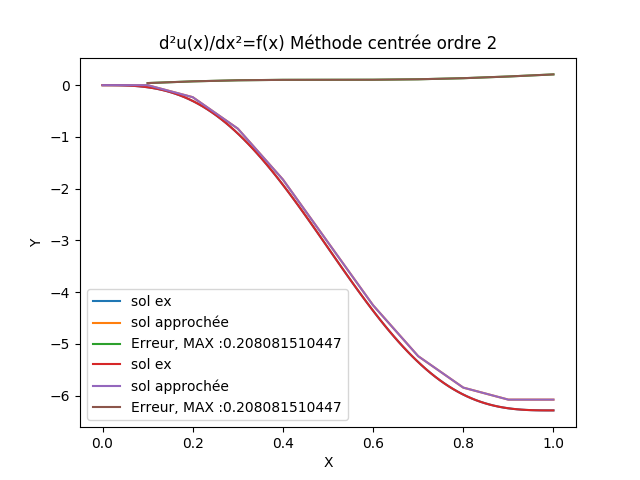 d²u(x)/dx²=f(x) Méthode centrée ordre 2
0
−1
−2
−3
−4
−5
−6
Y
sol ex
sol approchée
Erreur, MAX :0.208081510447
sol ex
sol approchée
Erreur, MAX :0.208081510447
0.0 0.2 0.4 0.6 0.8 1.0
X